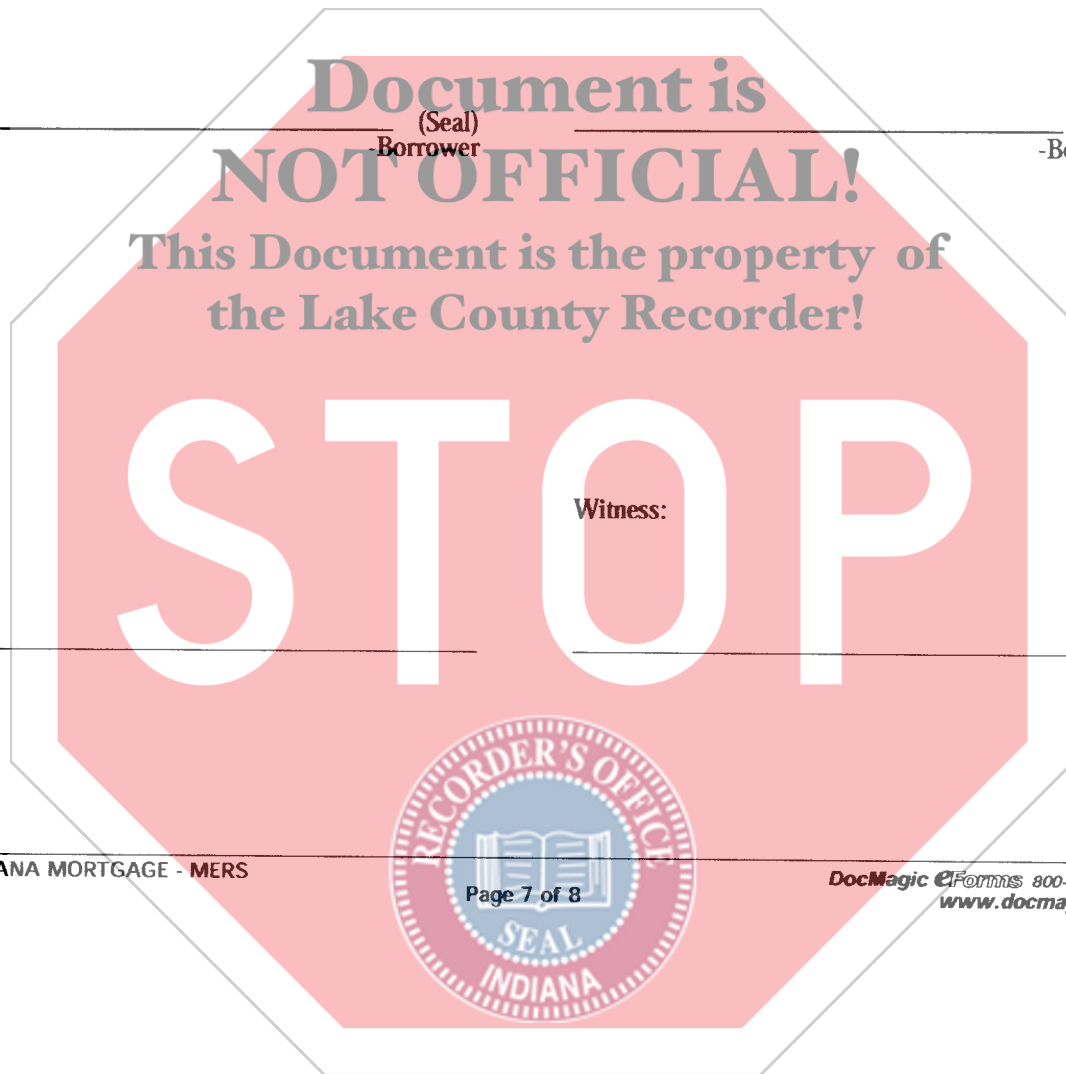 Document is
(Seal)
-Borrower
NOT OFFICIAL!
This Document is the property of
the Lake County Recorder!
STOP
Witness:
RECORDER'S OFFICE
SEAL
INDIANA
MORTGAGE - MERS
Page 7 of 8
DocMagic eForms 800-